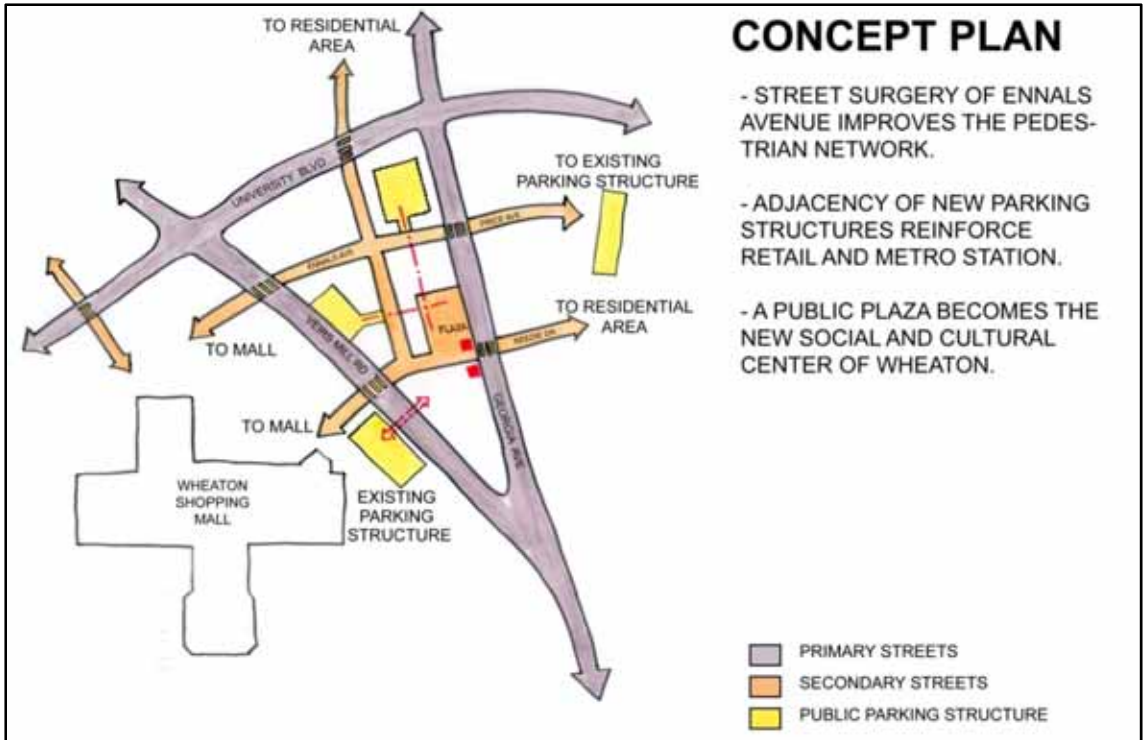 CONCEPT PLAN
- STREET SURGERY OF ENNALS
AVENUE IMPROVES THE PEDES-
TRIAN NETWORK.
- ADJACENCY OF NEW PARKING
STRUCTURES REINFORCE
RETAIL AND METRO STATION.
- A PUBLIC PLAZA BECOMES THE
NEW SOCIAL AND CULTURAL
CENTER OF WHEATON.
TO RESIDENTIAL
AREA
UNIVERSITY BLVD
TO EXISTING
PARKING STRUCTURE
PRICE AVE
ENNALS AVE
TO MALL
VEIRS MILL RD
PLAZA
TO RESIDENTIAL
AREA
REEDIE DR
GEORGIA AVE
TO MALL
EXISTING
PARKING
STRUCTURE
WHEATON
SHOPPING
MALL
PRIMARY STREETS
SECONDARY STREETS
PUBLIC PARKING STRUCTURE